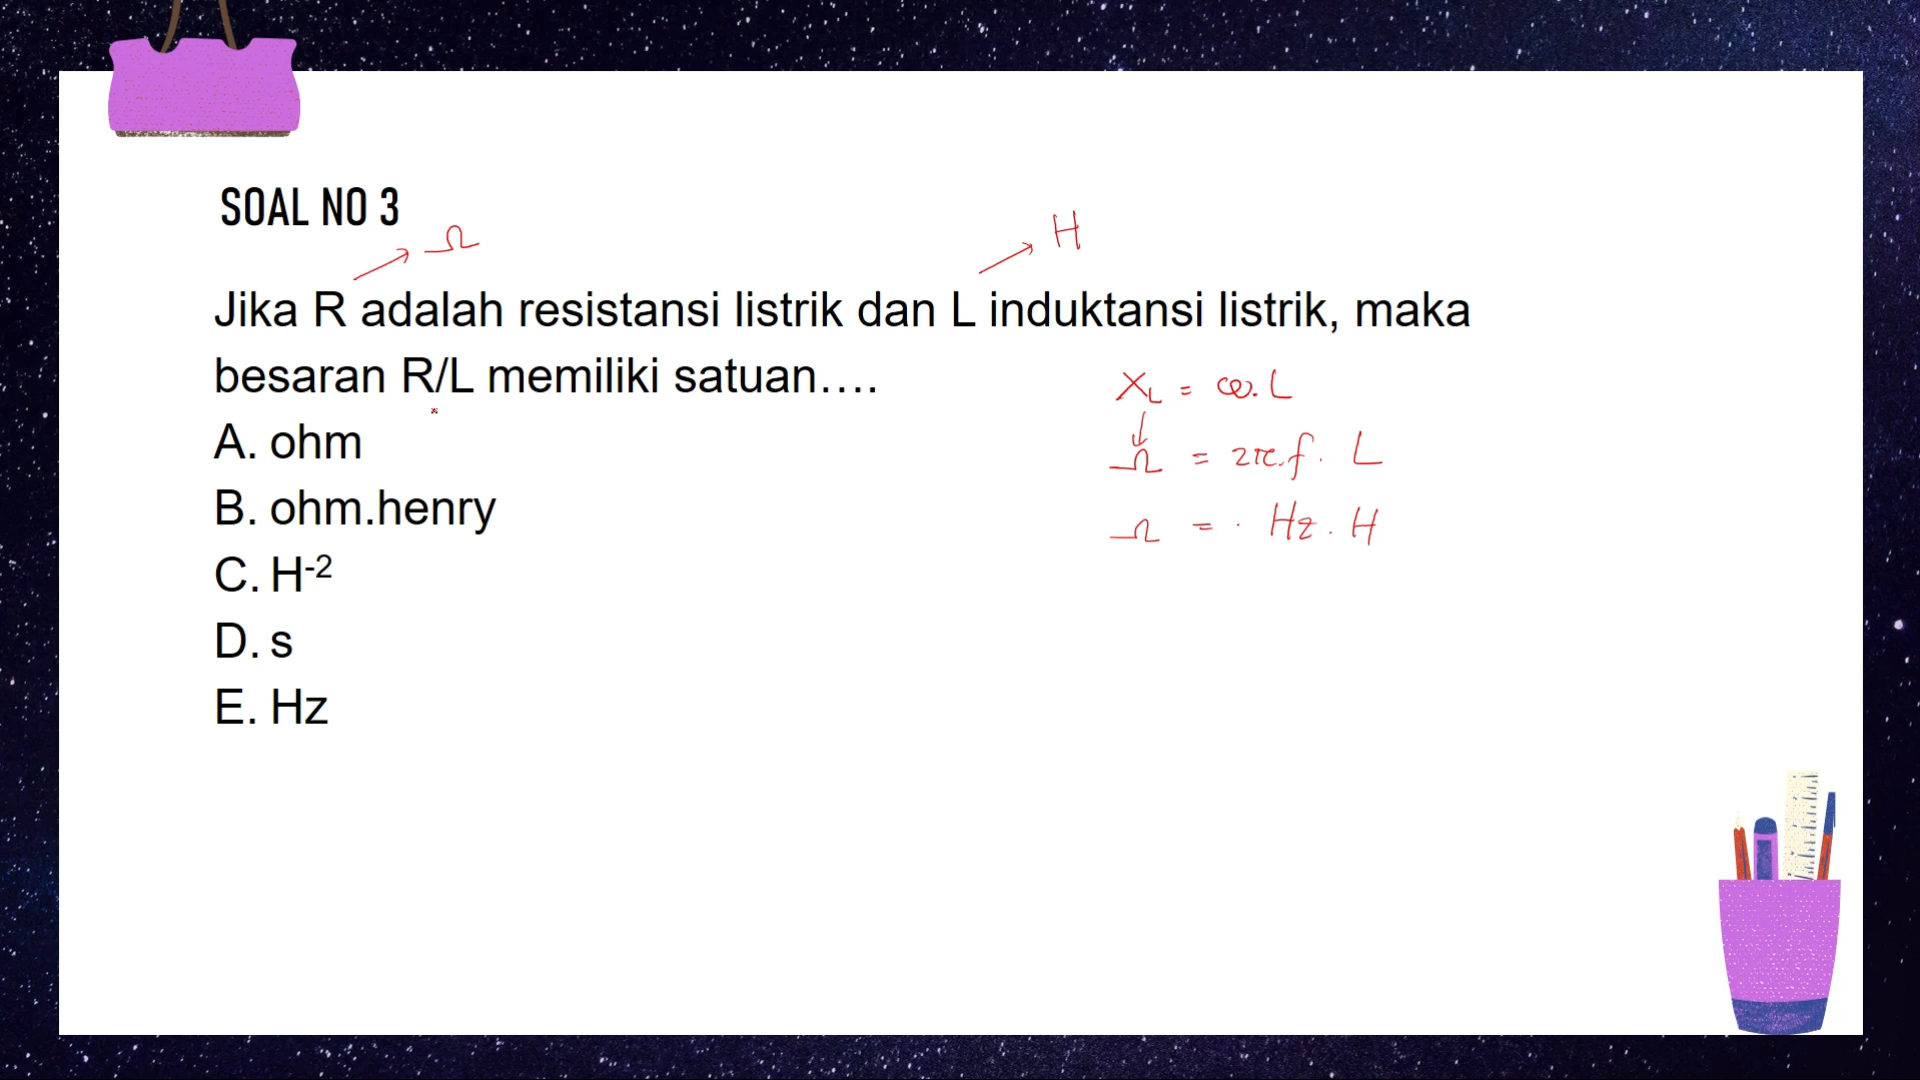 SOAL NO 3
Ω
H
Jika R adalah resistansi listrik dan L induktansi listrik, maka
besaran R/L memiliki satuan....
X_L = ω. L
Ω = 2π.f. L
Ω = . Hz . H
A. ohm
B. ohm.henry
C. H⁻²
D. s
E. Hz